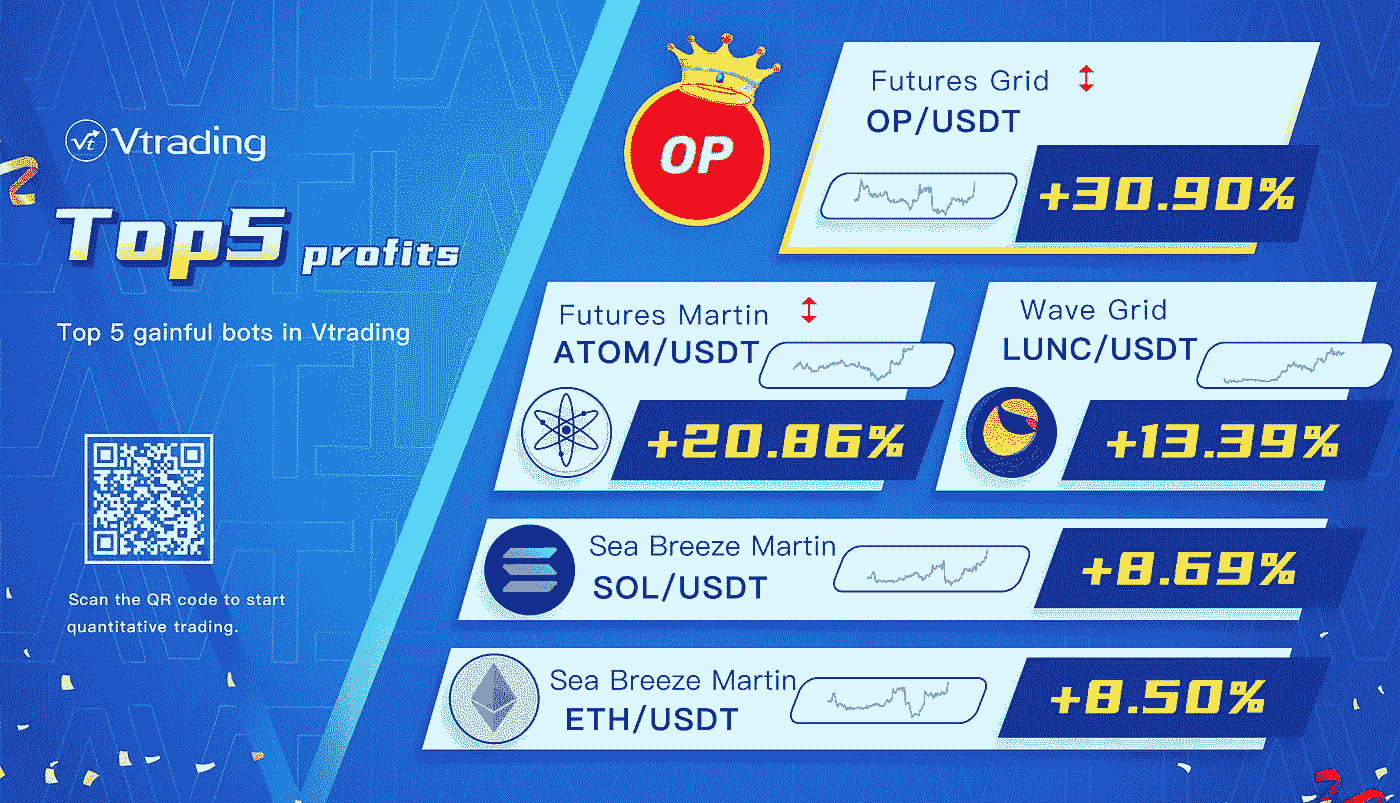 Vt Vtrading
Top5 profits
Top 5 gainful bots in Vtrading
Scan the QR code to start
quantitative trading.
OP
Futures Grid
OP/USDT
+30.90%
Futures Martin
ATOM/USDT
+20.86%
Wave Grid
LUNC/USDT
+13.39%
Sea Breeze Martin
SOL/USDT
+8.69%
Sea Breeze Martin
ETH/USDT
+8.50%